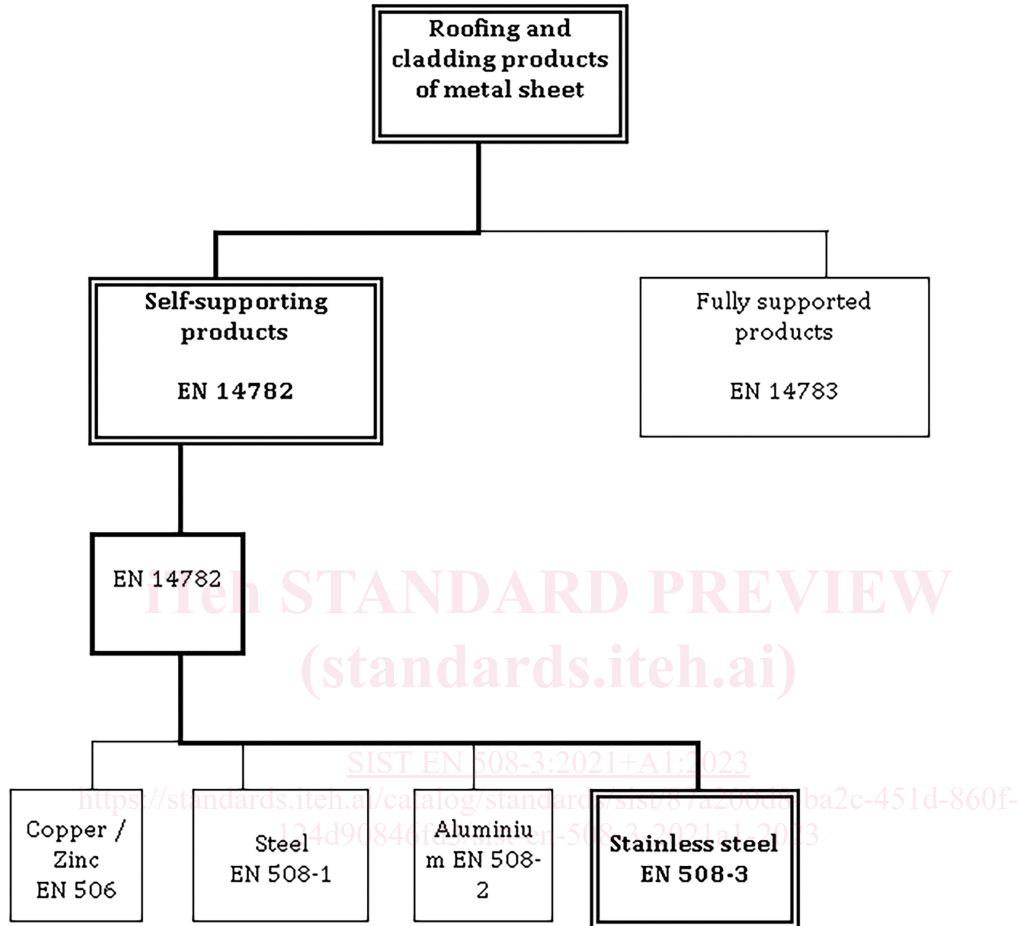 Roofing and
cladding products
of metal sheet
Self-supporting
products
EN 14782
Fully supported
products
EN 14783
EN 14782
iTeh STANDARD PREVIEW
(standards.iteh.ai)
SIST EN 508-3:2021+A1:2023
Copper /
Zinc
EN 506
Steel
EN 508-1
Aluminiu
m EN 508-
2
Stainless steel
EN 508-3